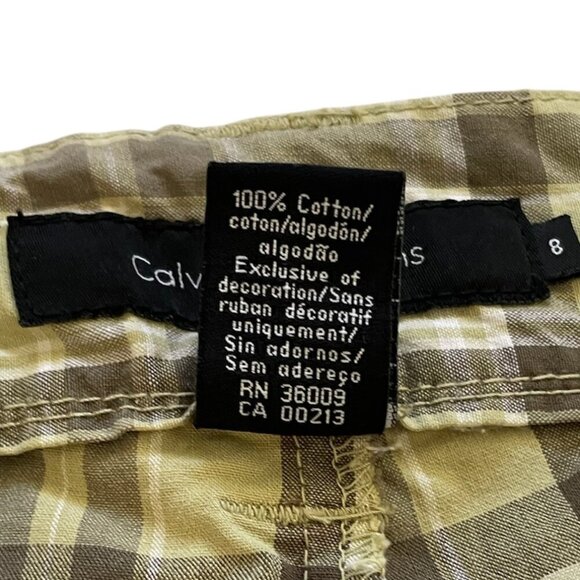 Calv
ns
8
100% Cotton/
coton/algodón/
algodão
Exclusive of
decoration/Sans
ruban décoratif
uniquement/
Sin adornos/
Sem adereço
RN 36009
CA 00213